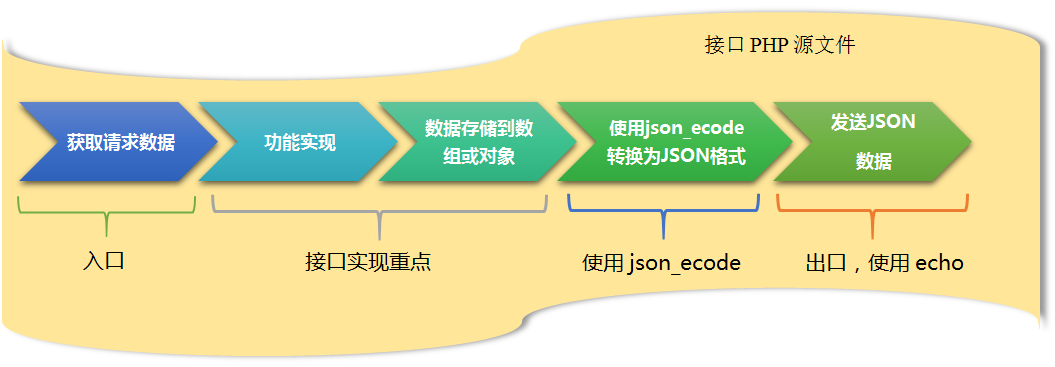 接口 PHP 源文件
获取请求数据
功能实现
数据存储到数
组或对象
使用json_ecode
转换为JSON格式
发送JSON
数据
入口
接口实现重点
使用 json_ecode
出口，使用 echo